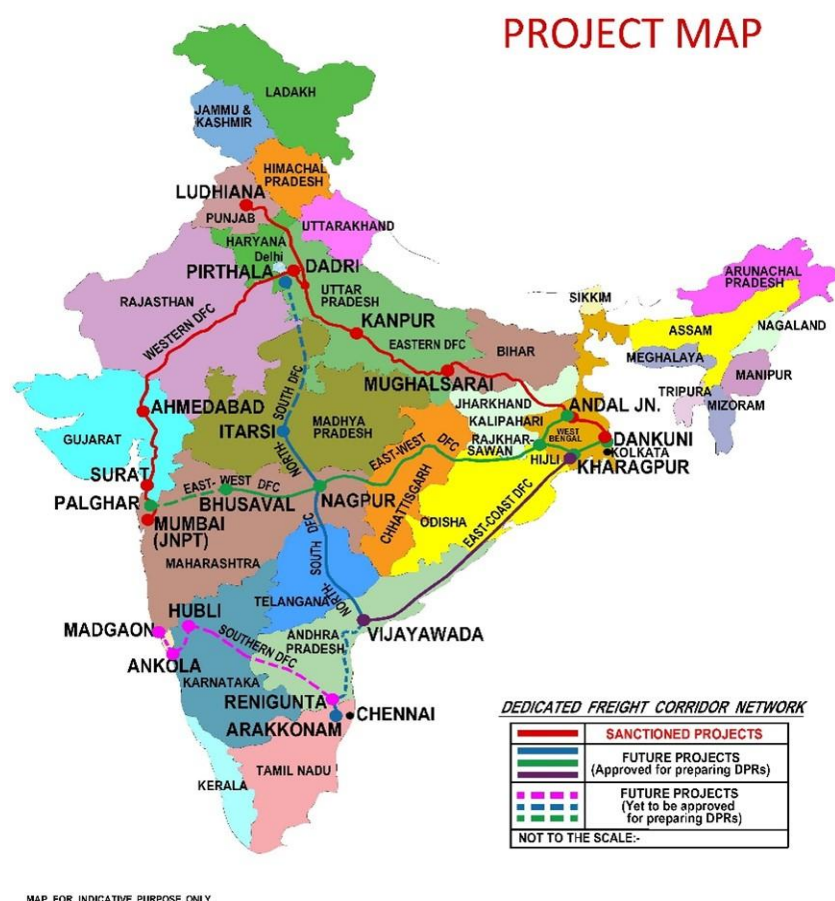 PROJECT MAP
LADAKH
JAMMU &
KASHMIR
HIMACHAL
PRADESH
LUDHIANA
PUNJAB
UTTARAKHAND
HARYANA
Delhi
PIRTHALA
DADRI
UTTAR
PRADESH
RAJASTHAN
WESTERN DFC
KANPUR
EASTERN DFC
BIHAR
SIKKIM
ARUNACHAL
PRADESH
ASSAM
NAGALAND
MEGHALAYA
MANIPUR
TRIPURA
MIZORAM
MUGHALSARAI
JHARKHAND
ANDAL JN.
KALIPAHARI
WEST
BENGAL
RAJKHAR-
SAWAN
DANKUNI
KOLKATA
HIJLI
KHARAGPUR
AHMEDABAD
GUJARAT
ITARSI
MADHYA
PRADESH
NORTH-
SOUTH DFC
EAST-WEST
DFC
CHHATTISGARH
SURAT
PALGHAR
EAST- WEST DFC
BHUSAVAL
NAGPUR
MUMBAI
(JNPT)
MAHARASHTRA
ODISHA
EAST-COAST DFC
NORTH-
SOUTH DFC
TELANGANA
VIJAYAWADA
HUBLI
MADGAON
ANKOLA
SOUTHERN DFC
ANDHRA
PRADESH
KARNATAKA
RENIGUNTA
CHENNAI
ARAKKONAM
KERALA
TAMIL NADU
DEDICATED FREIGHT CORRIDOR NETWORK
SANCTIONED PROJECTS
FUTURE PROJECTS
(Approved for preparing DPRs)
FUTURE PROJECTS
(Yet to be approved
for preparing DPRs)
NOT TO THE SCALE:-
MAP FOR INDICATIVE PURPOSE ONLY